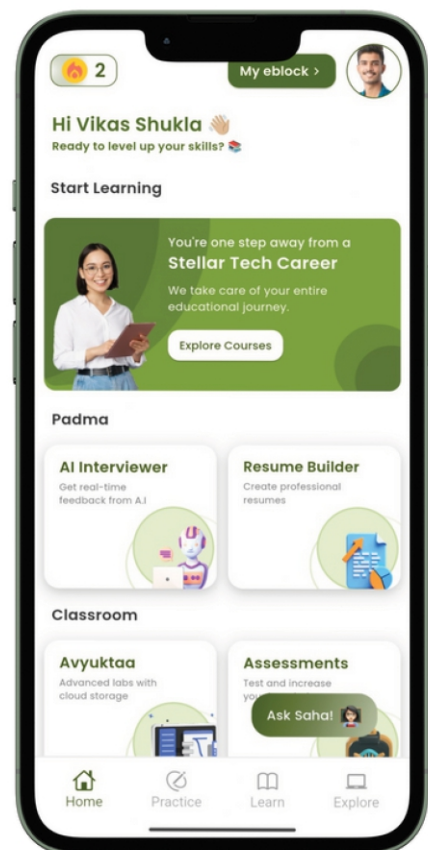 2
My eblock >
Hi Vikas Shukla 👋🏼
Ready to level up your skills? 📚
Start Learning
You're one step away from a
Stellar Tech Career
We take care of your entire
educational journey.
Explore Courses
Padma
AI Interviewer
Get real-time
feedback from A.I
Resume Builder
Create professional
resumes
Classroom
Avyuktaa
Advanced labs with
cloud storage
Assessments
Test and increase
Ask Saha!
Home
Practice
Learn
Explore